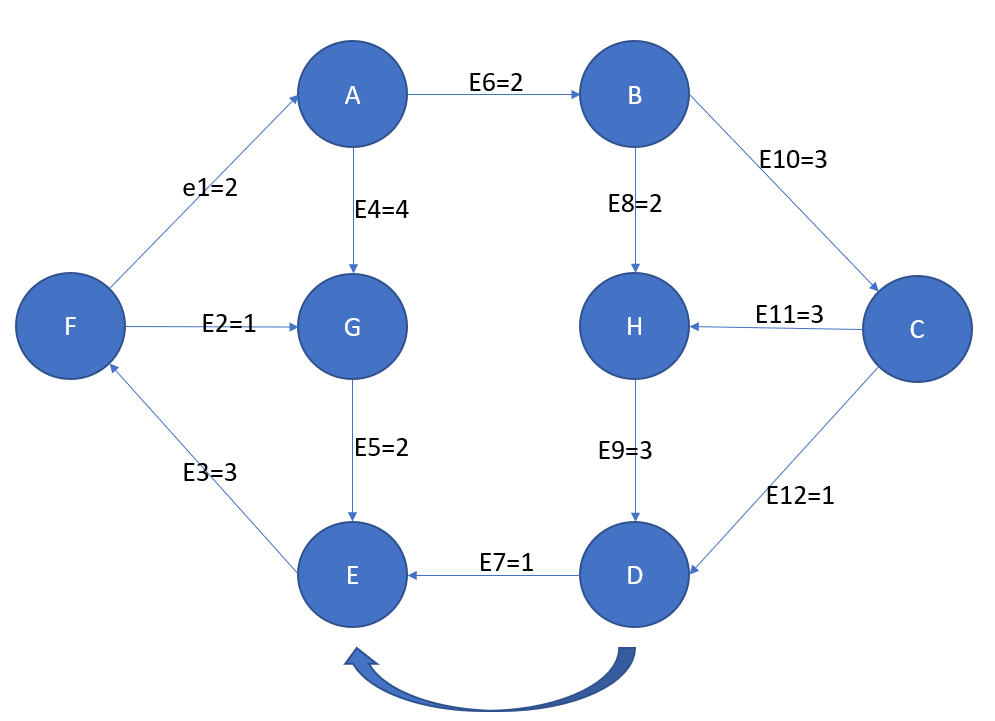 A
E6=2
B
e1=2
E10=3
E4=4
E8=2
F
E2=1
G
H
E11=3
C
E5=2
E9=3
E3=3
E12=1
E
E7=1
D